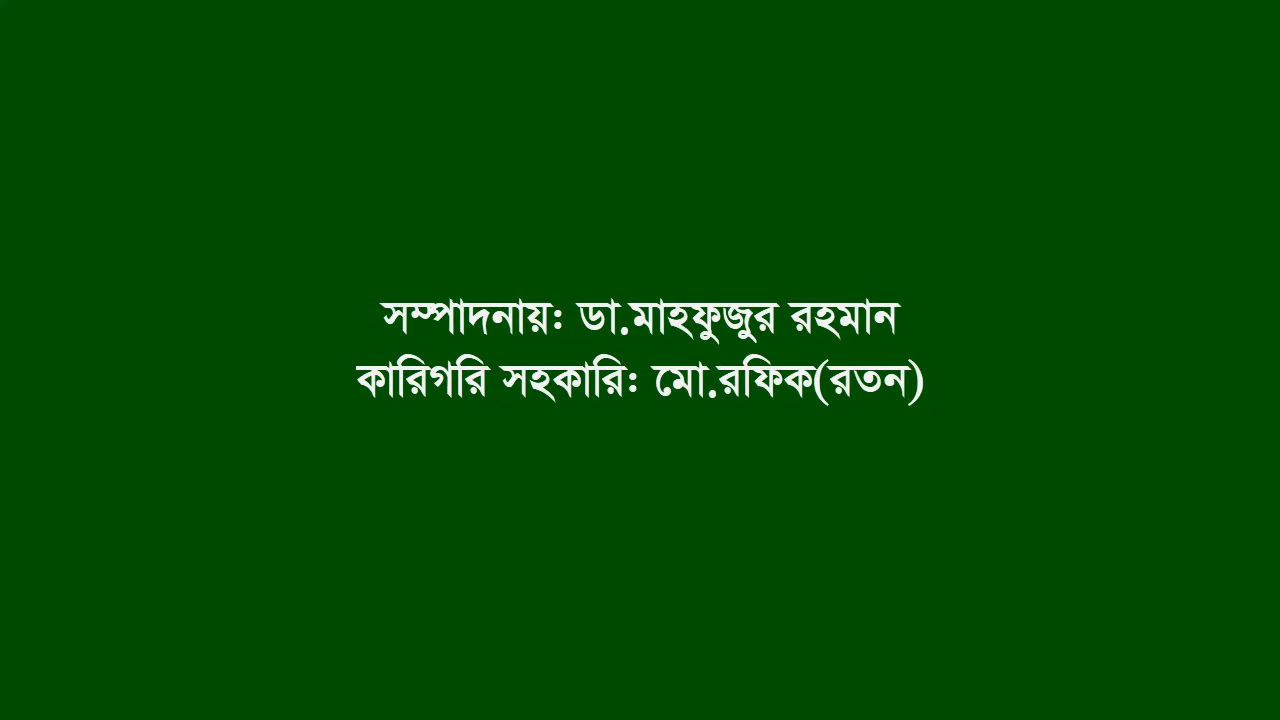 সম্পাদনায়ঃ ডা.মাহফুজুর রহমান
কারিগরি সহকারিঃ মো.রফিক(রতন)